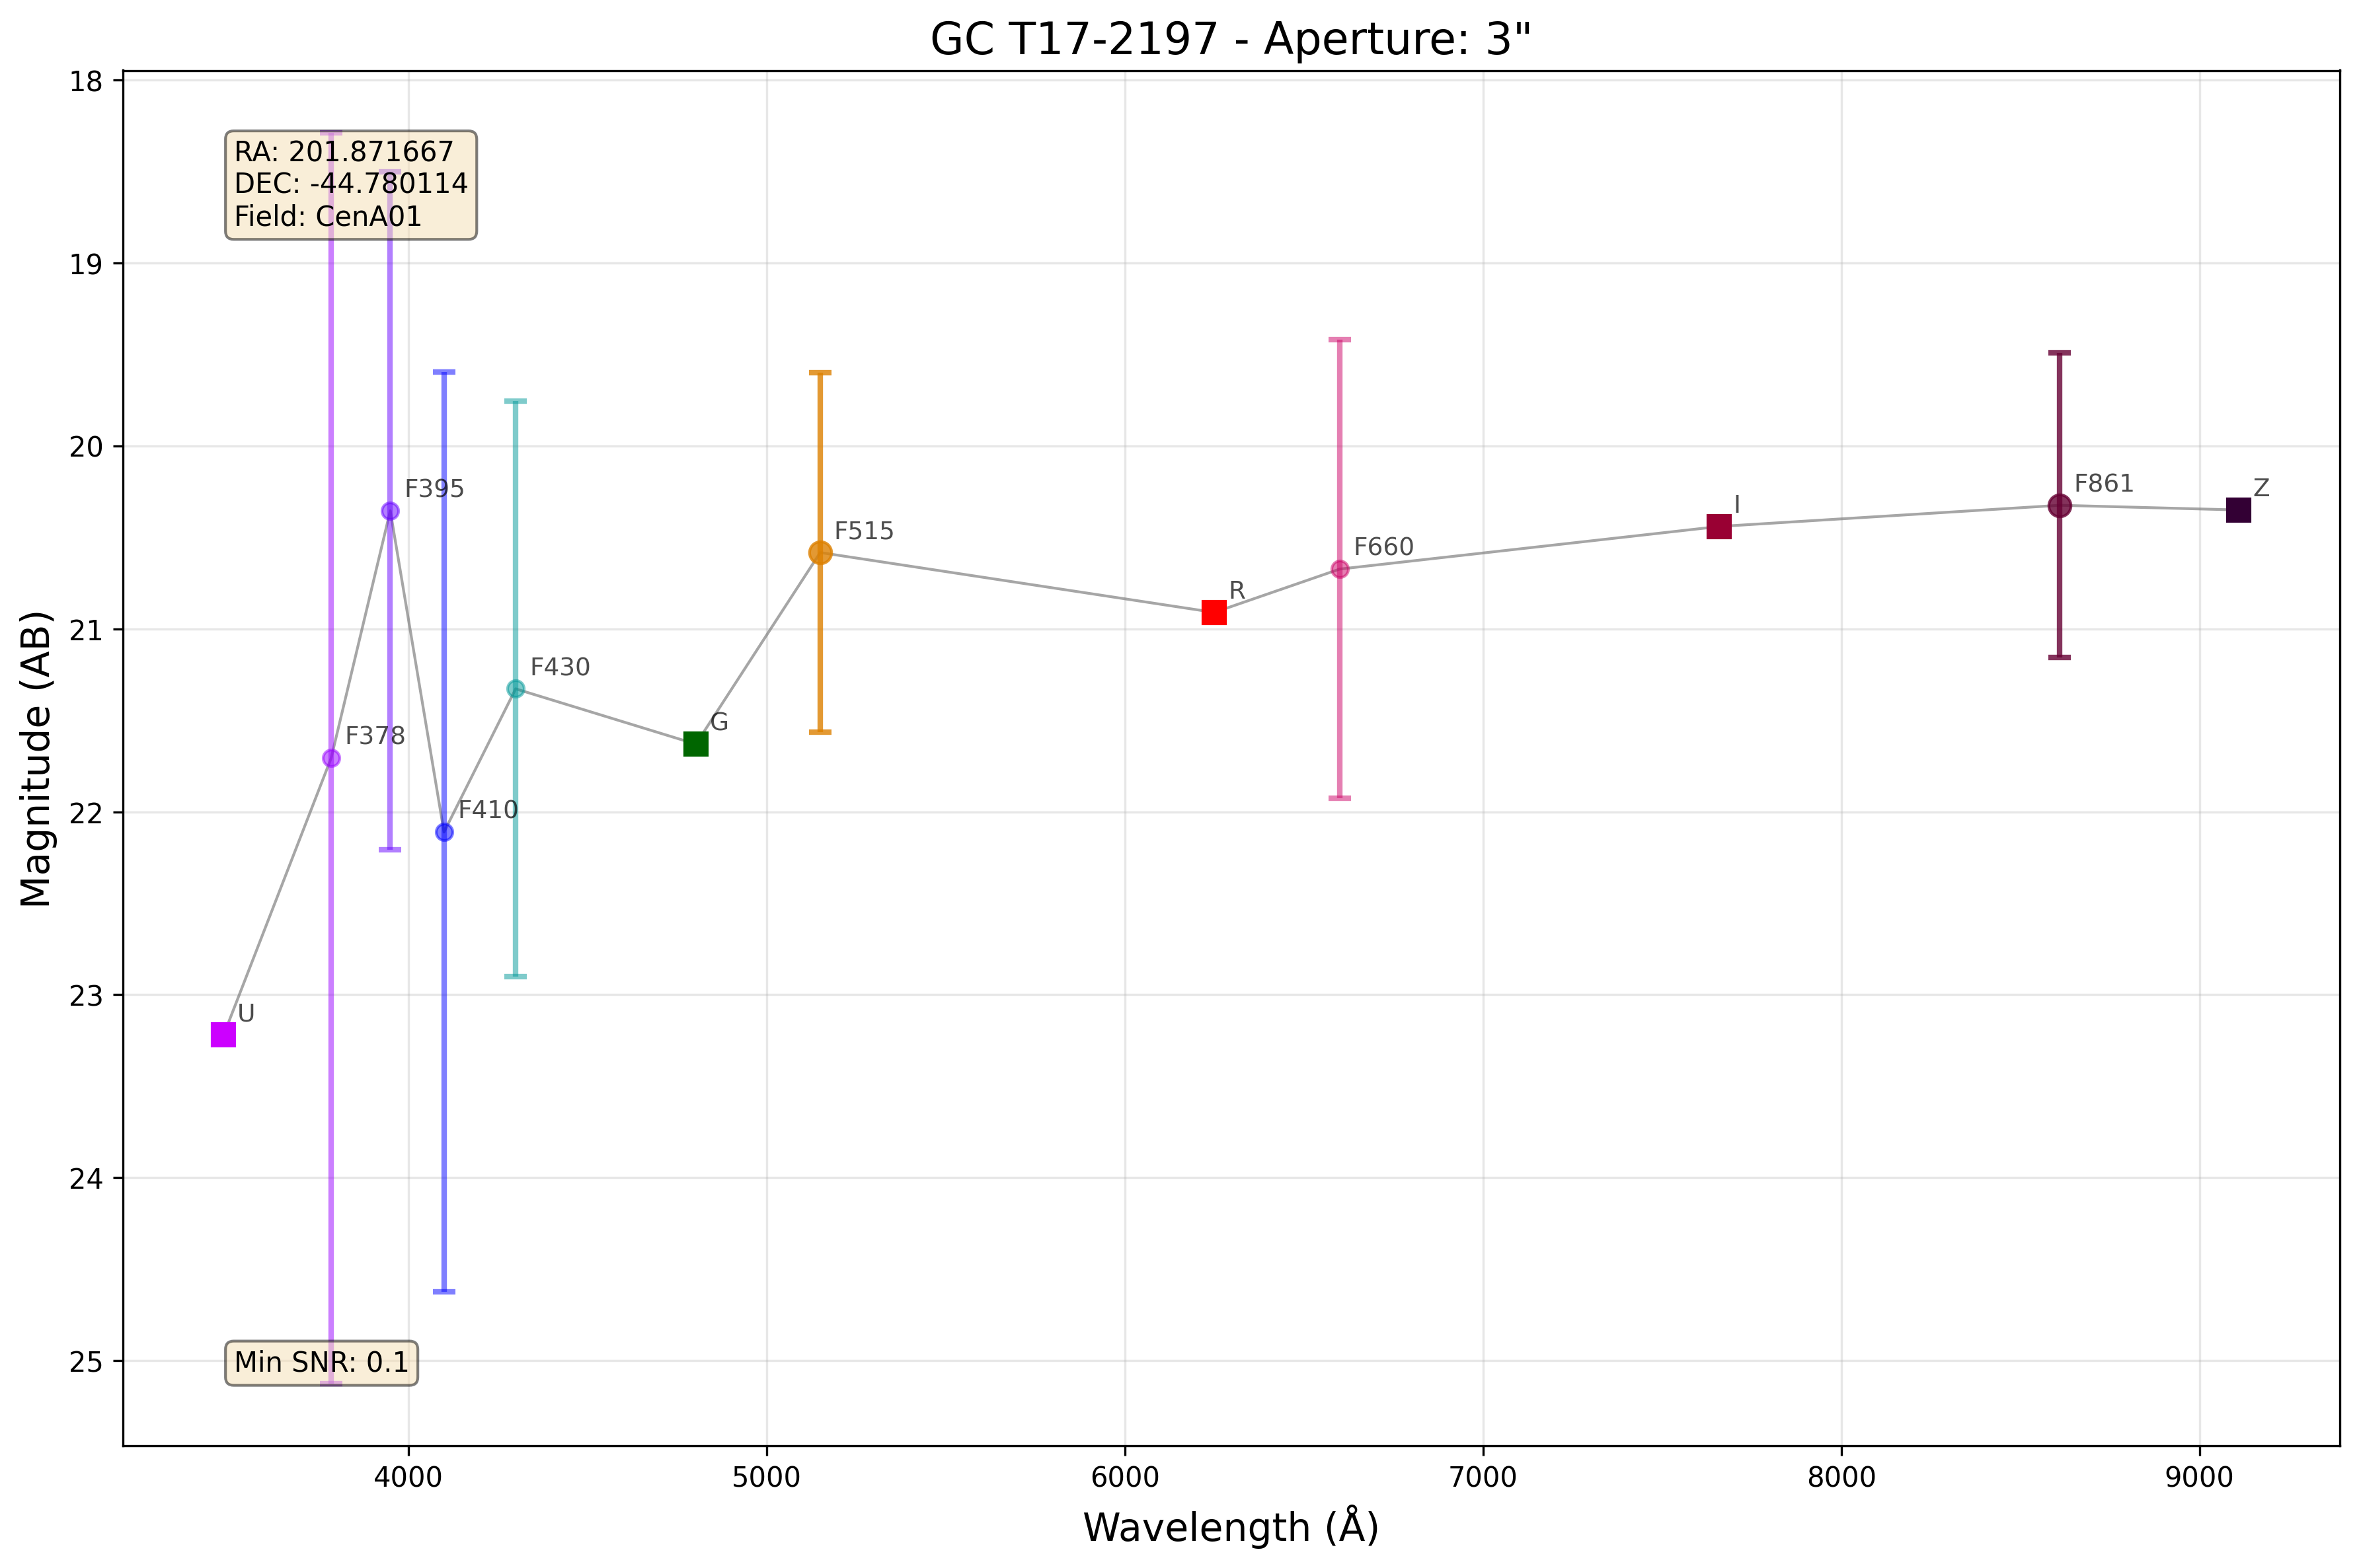 GC T17-2197 - Aperture: 3"
18
19
20
21
22
23
24
25
Magnitude (AB)
RA: 201.871667
DEC: -44.780114
Field: CenA01
U
F378
F395
F410
F430
G
F515
R
F660
I
F861
Z
Min SNR: 0.1
4000
5000
6000
7000
8000
9000
Wavelength (Å)